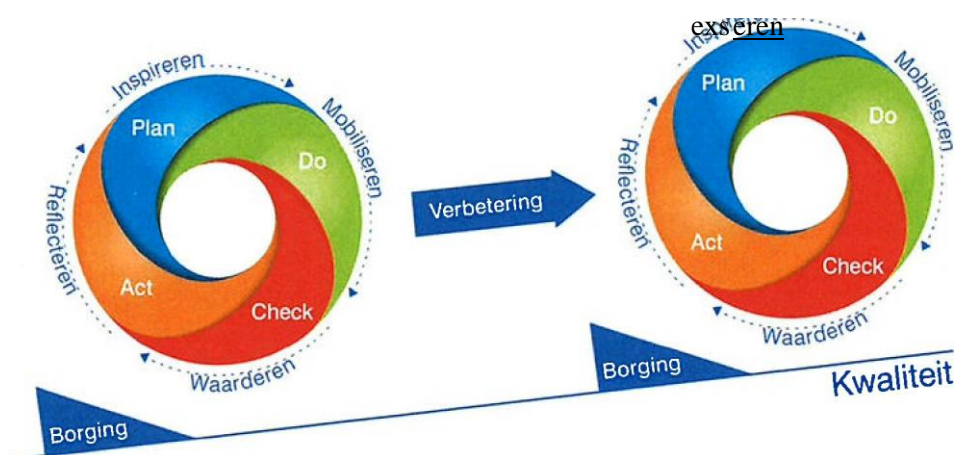 Inspireren
Plan
Mobiliseren
Do
Reflecteren
Act
Check
Waarderen
Borging
Verbetering
exseren
Plan
Mobiliseren
Do
Reflecteren
Act
Check
Waarderen
Borging
Kwaliteit